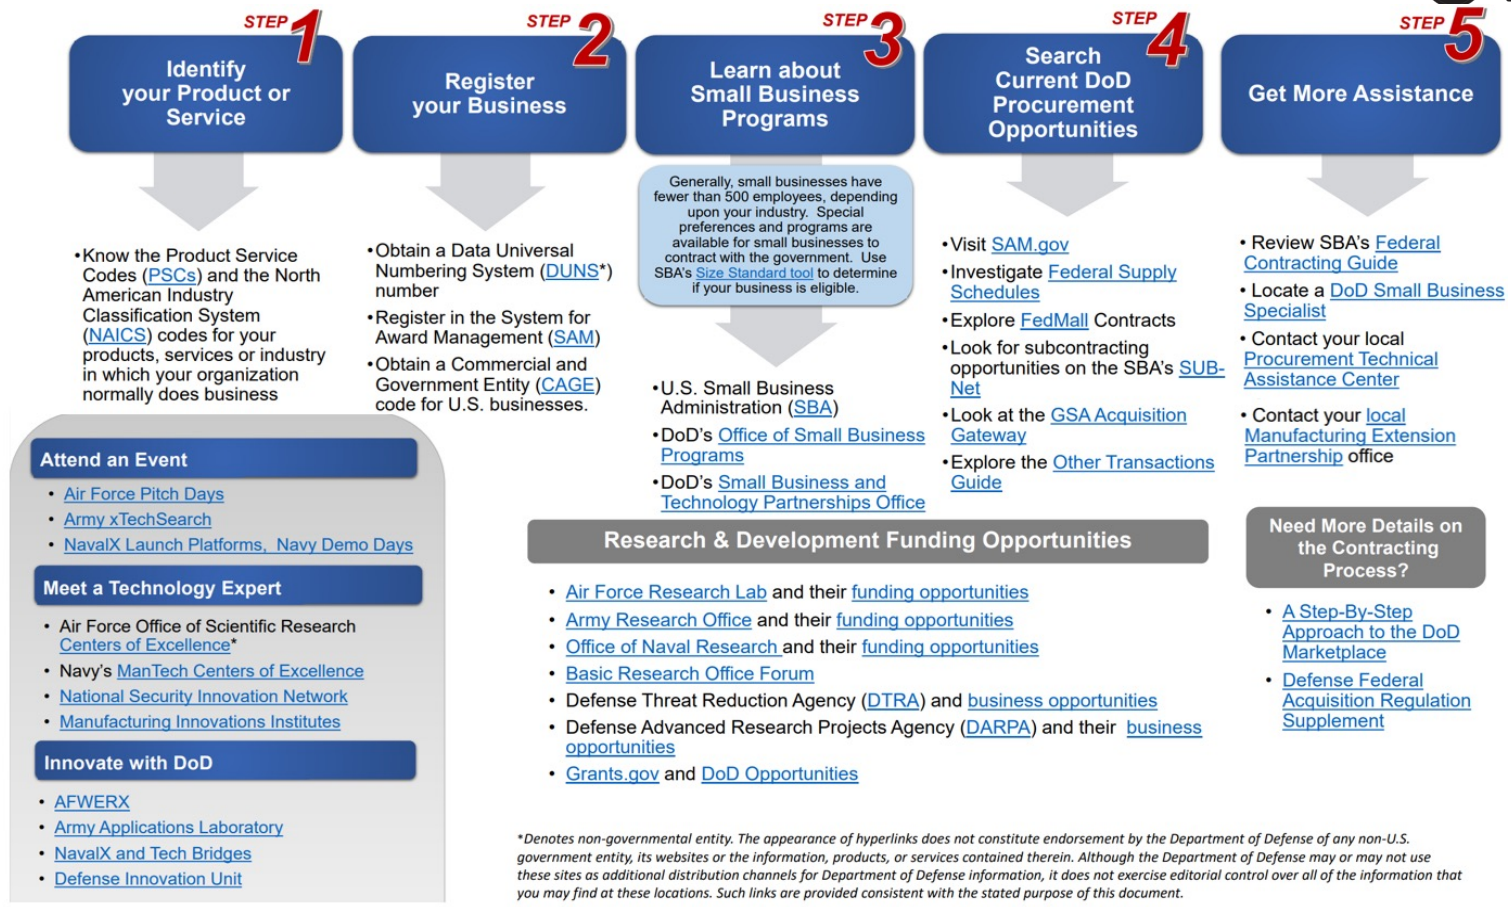 STEP 1
Identify
your Product or
Service
•Know the Product Service
Codes (PSCs) and the North
American Industry
Classification System
(NAICS) codes for your
products, services or industry
in which your organization
normally does business
STEP 2
Register
your Business
•Obtain a Data Universal
Numbering System (DUNS*)
number
•Register in the System for
Award Management (SAM)
•Obtain a Commercial and
Government Entity (CAGE)
code for U.S. businesses.
STEP 3
Learn about
Small Business
Programs
Generally, small businesses have
fewer than 500 employees, depending
upon your industry.  Special
preferences and programs are
available for small businesses to
contract with the government.  Use
SBA's Size Standard tool to determine
if your business is eligible.
•U.S. Small Business
Administration (SBA)
•DoD's Office of Small Business
Programs
•DoD's Small Business and
Technology Partnerships Office
STEP 4
Search
Current DoD
Procurement
Opportunities
•Visit SAM.gov
•Investigate Federal Supply
Schedules
•Explore FedMall Contracts
•Look for subcontracting
opportunities on the SBA's SUB-
Net
•Look at the GSA Acquisition
Gateway
•Explore the Other Transactions
Guide
STEP 5
Get More Assistance
• Review SBA's Federal
Contracting Guide
• Locate a DoD Small Business
Specialist
• Contact your local
Procurement Technical
Assistance Center
• Contact your local
Manufacturing Extension
Partnership office
Attend an Event
• Air Force Pitch Days
• Army xTechSearch
• NavalX Launch Platforms,  Navy Demo Days
Meet a Technology Expert
• Air Force Office of Scientific Research
Centers of Excellence*
• Navy's ManTech Centers of Excellence
• National Security Innovation Network
• Manufacturing Innovations Institutes
Innovate with DoD
• AFWERX
• Army Applications Laboratory
• NavalX and Tech Bridges
• Defense Innovation Unit
Research & Development Funding Opportunities
• Air Force Research Lab and their funding opportunities
• Army Research Office and their funding opportunities
• Office of Naval Research and their funding opportunities
• Basic Research Office Forum
• Defense Threat Reduction Agency (DTRA) and business opportunities
• Defense Advanced Research Projects Agency (DARPA) and their  business
opportunities
• Grants.gov and DoD Opportunities
Need More Details on
the Contracting
Process?
• A Step-By-Step
Approach to the DoD
Marketplace
• Defense Federal
Acquisition Regulation
Supplement
*Denotes non-governmental entity. The appearance of hyperlinks does not constitute endorsement by the Department of Defense of any non-U.S.
government entity, its websites or the information, products, or services contained therein. Although the Department of Defense may or may not use
these sites as additional distribution channels for Department of Defense information, it does not exercise editorial control over all of the information that
you may find at these locations. Such links are provided consistent with the stated purpose of this document.